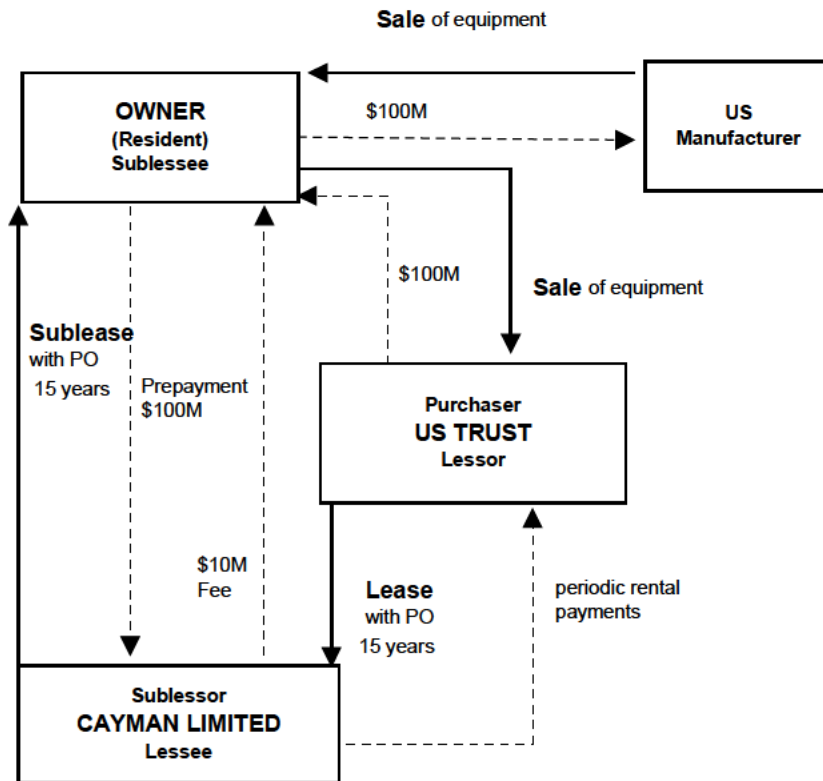 Sale of equipment
OWNER
(Resident)
Sublessee
$100M
US
Manufacturer
$100M
Sale of equipment
Sublease
with PO
15 years
Prepayment
$100M
Purchaser
US TRUST
Lessor
$10M
Fee
Lease
with PO
15 years
periodic rental
payments
Sublessor
CAYMAN LIMITED
Lessee